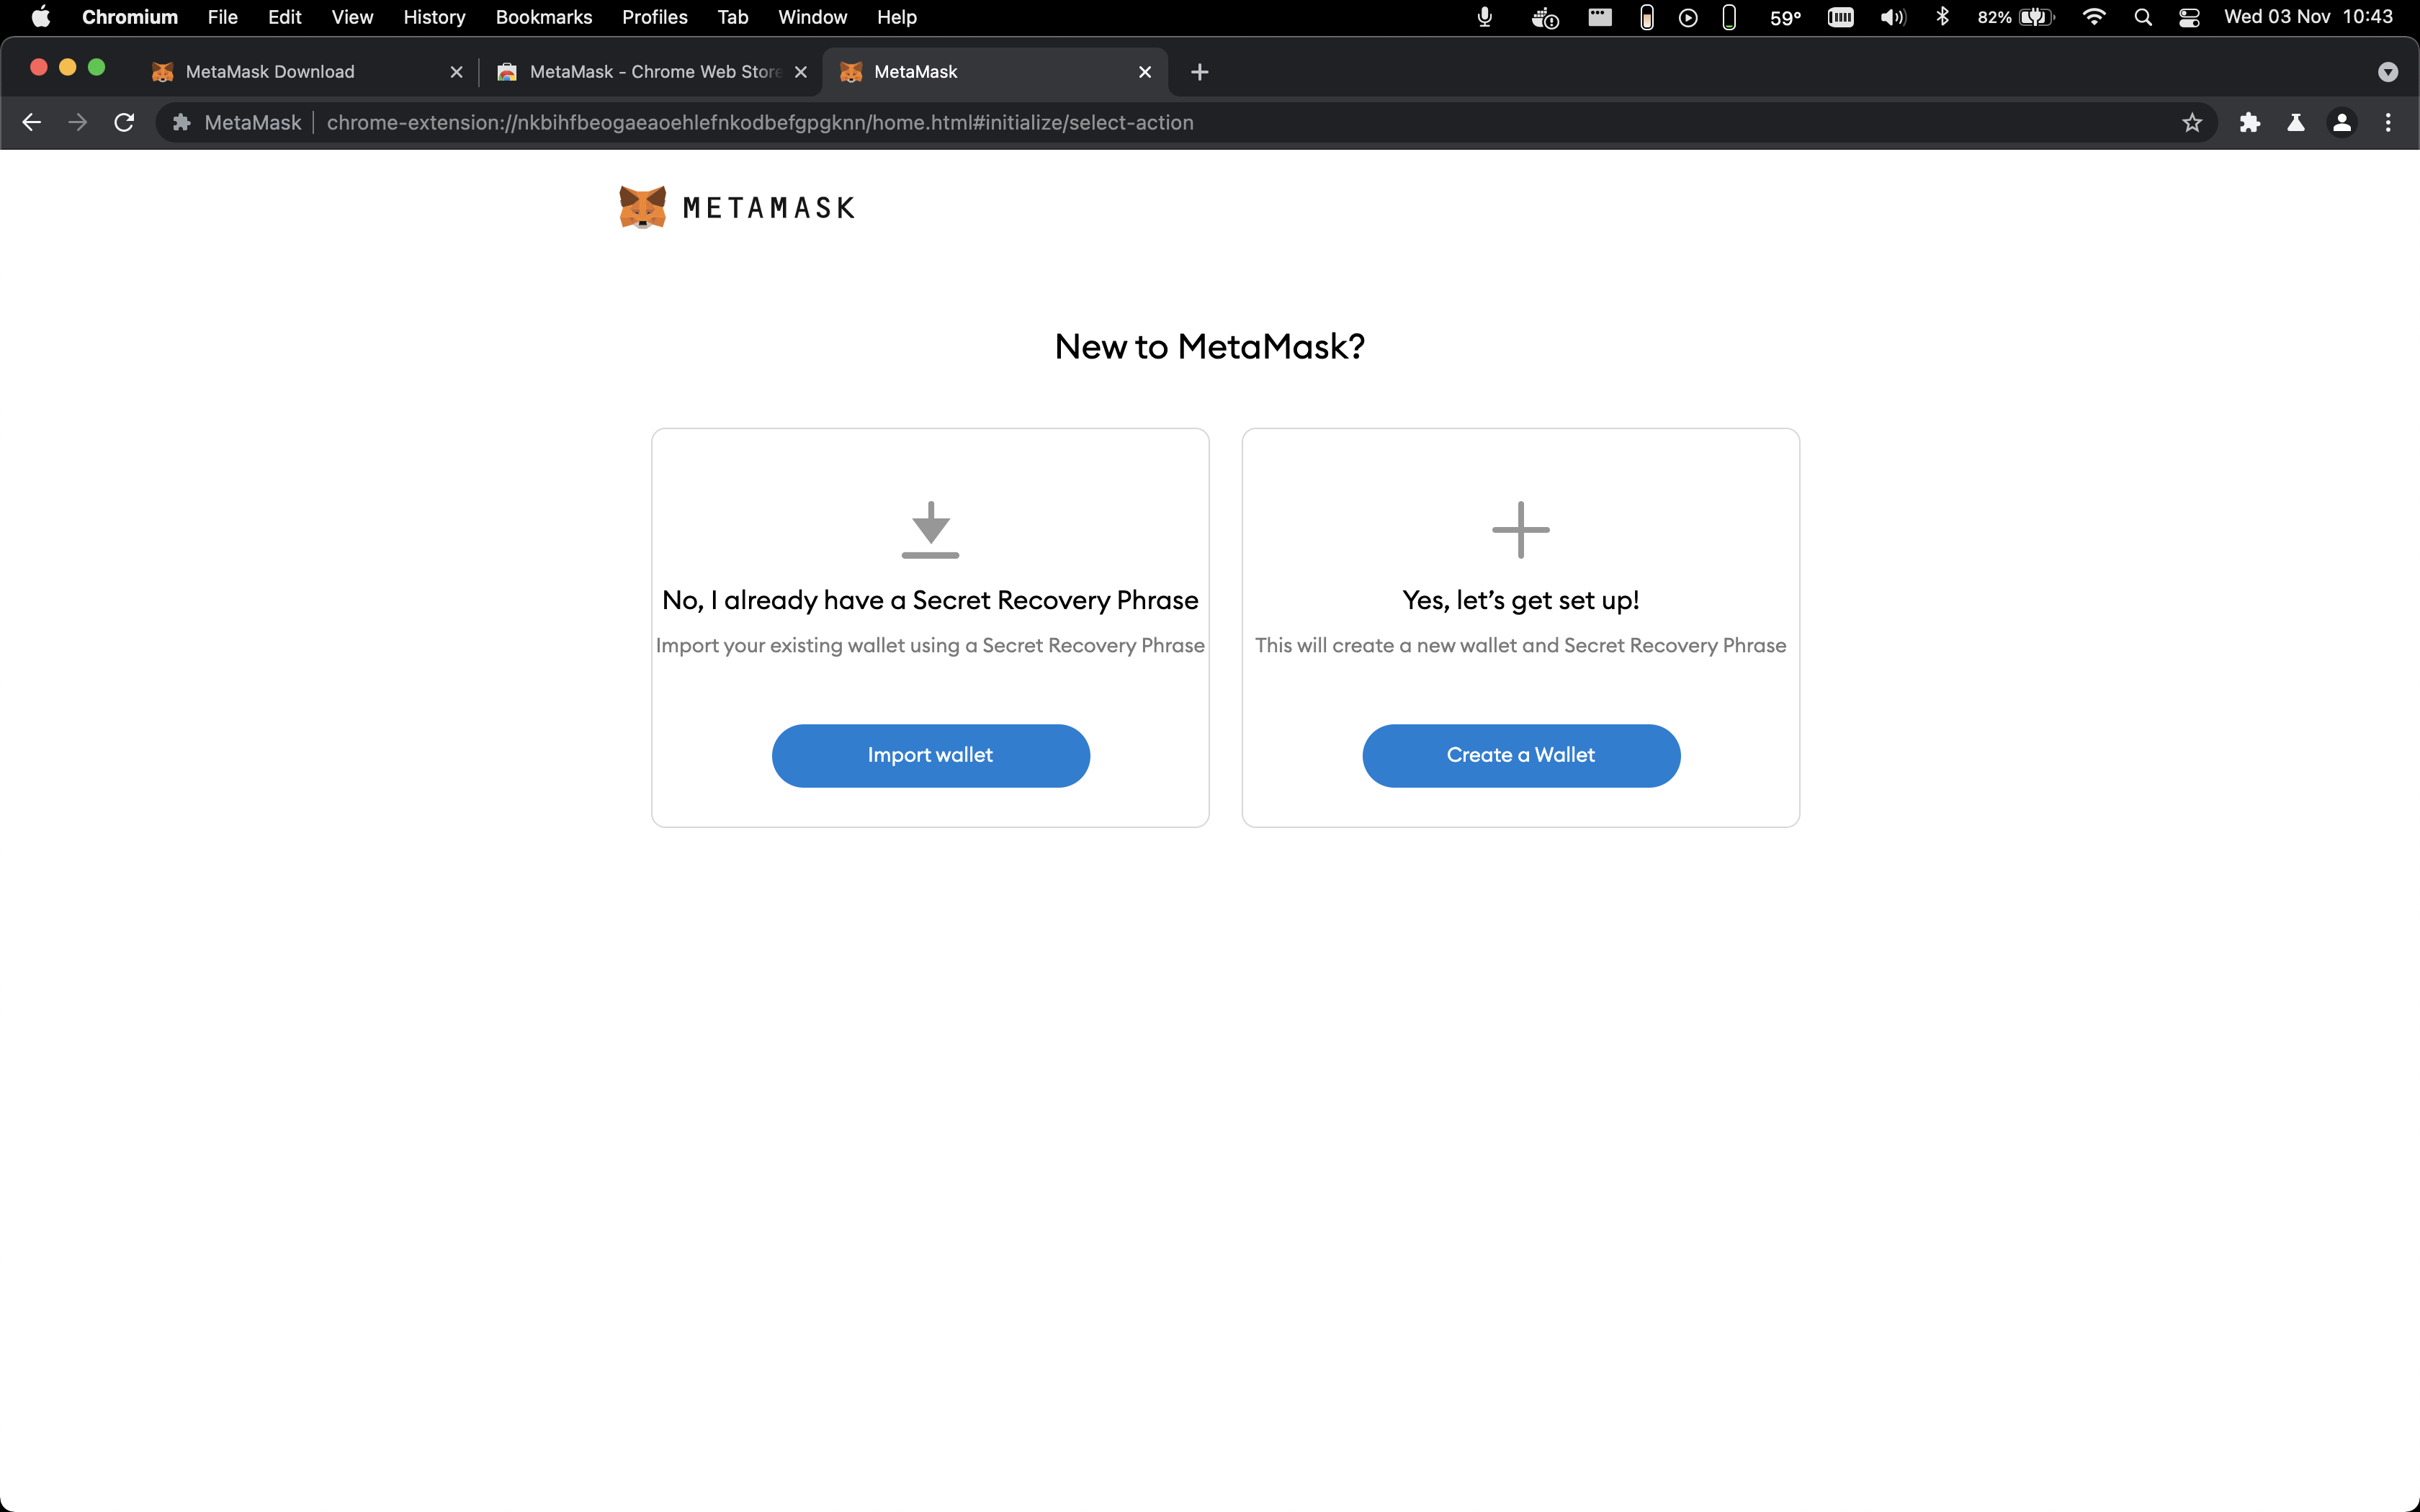 Chromium File Edit View History Bookmarks Profiles Tab Window Help 59° 82% Wed 03 Nov 10:43
MetaMask Download MetaMask - Chrome Web Store MetaMask
MetaMask chrome-extension://nkbihfbeogaeaoehlefnkodbefgpgknn/home.html#initialize/select-action
METAMASK
New to MetaMask?
No, I already have a Secret Recovery Phrase
Import your existing wallet using a Secret Recovery Phrase
Import wallet
Yes, let’s get set up!
This will create a new wallet and Secret Recovery Phrase
Create a Wallet